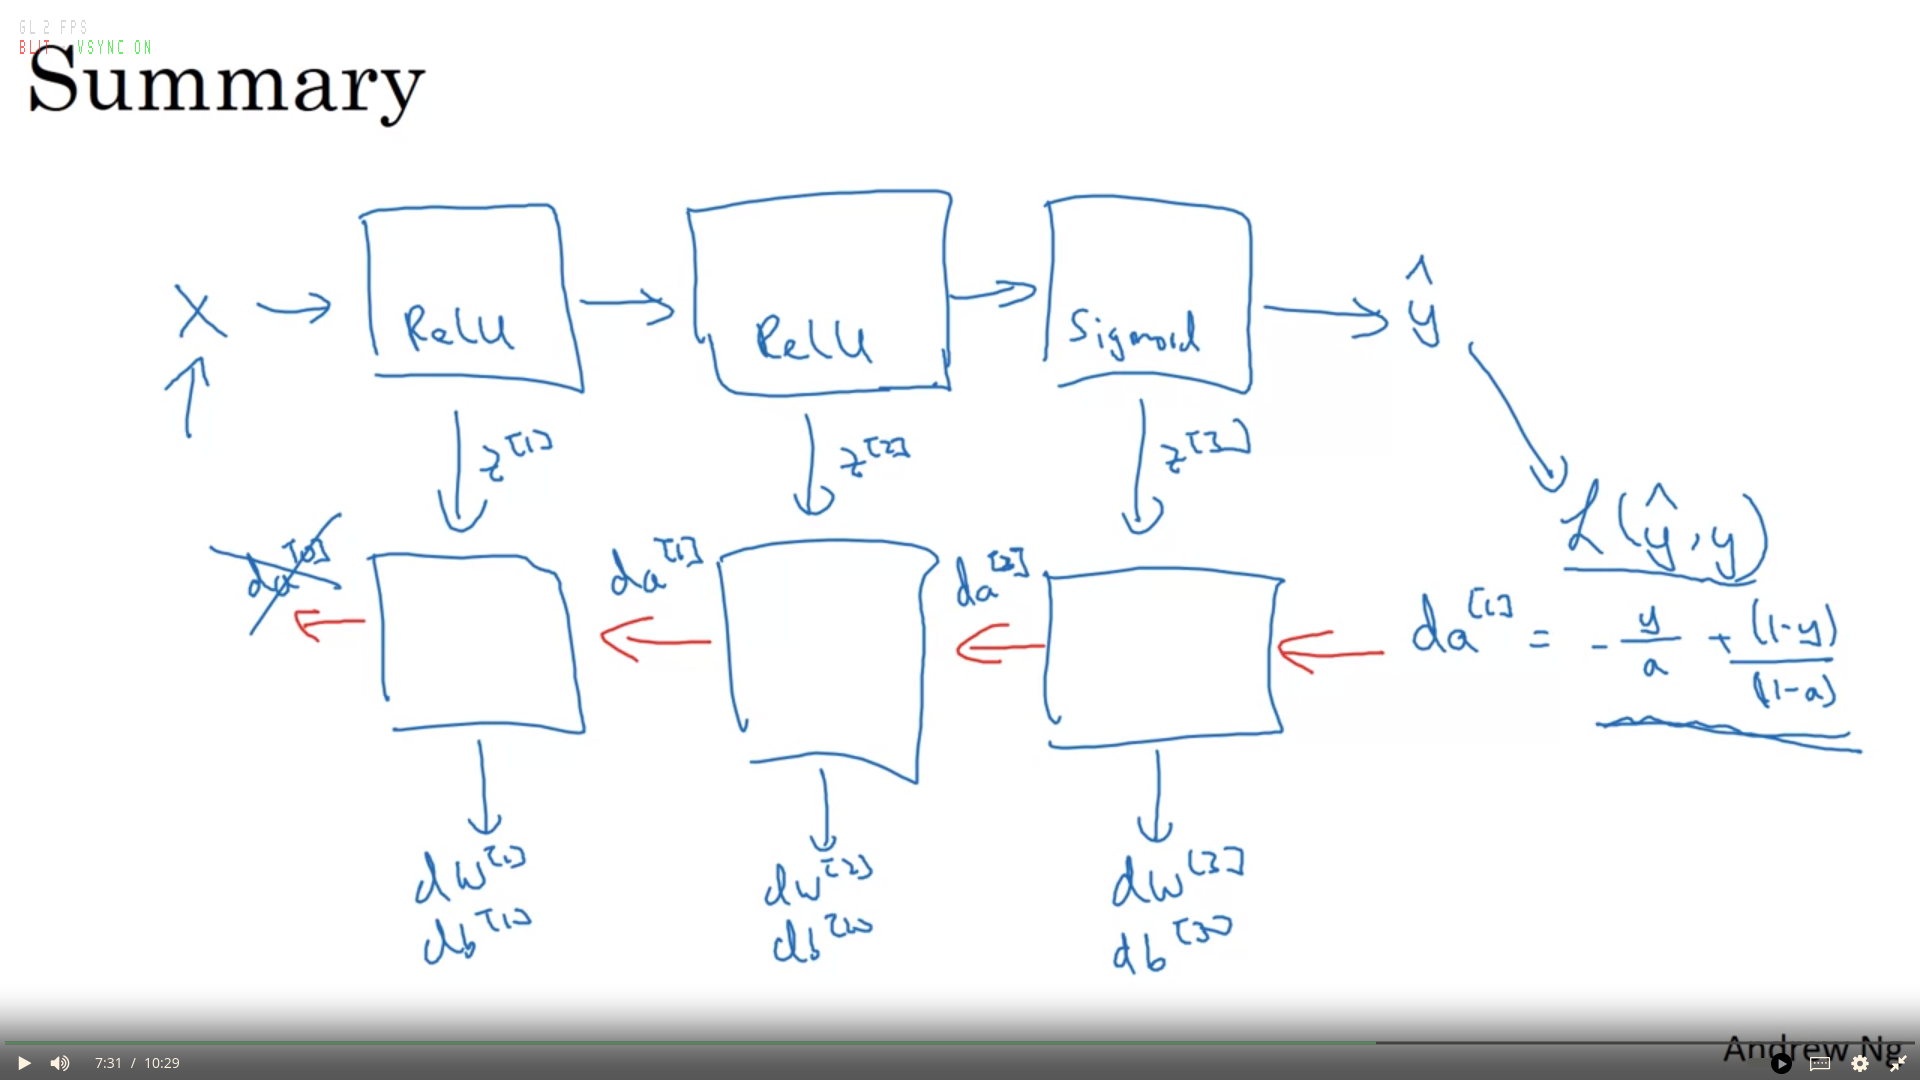 GL 2 FPS
BLIT VSYNC ON
Summary
X → ReLU → ReLU → Sigmoid → ŷ
z^[1] z^[2] z^[3]
L(ŷ, y)
da^[0] da^[1] da^[2] da^[l] = - y/a + (1-y)/(1-a)
dw^[1] dw^[2] dw^[3]
db^[1] db^[2] db^[3]
Andrew Ng
7:31 / 10:29